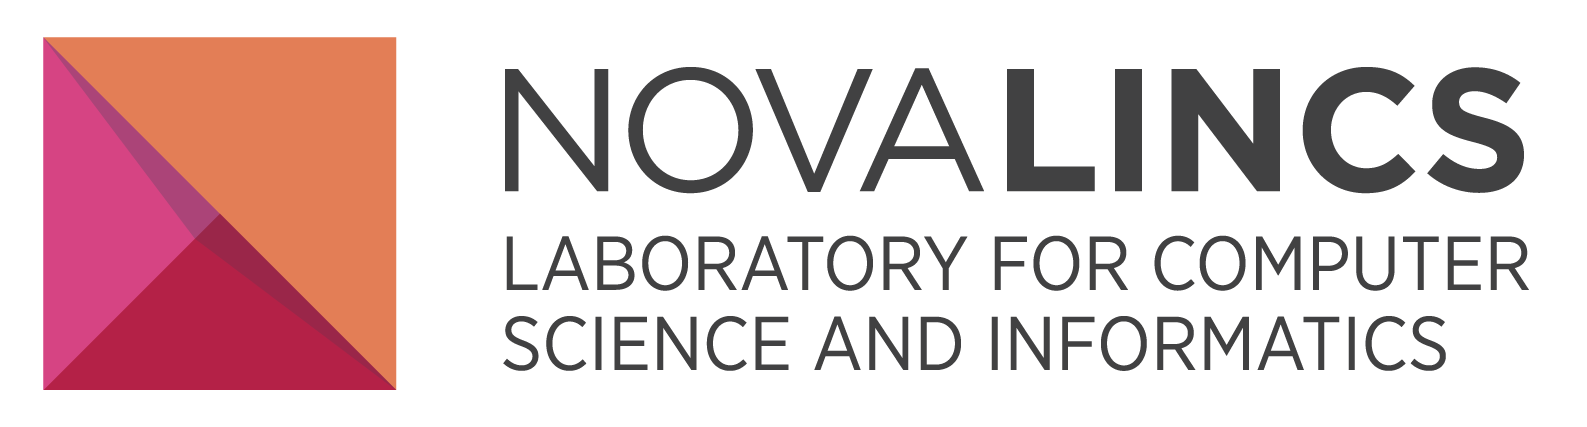 NOVALINCS
LABORATORY FOR COMPUTER
SCIENCE AND INFORMATICS